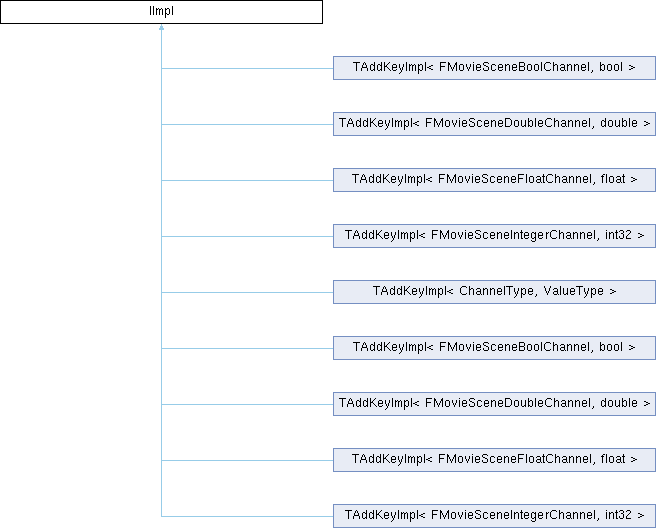 IImpl
TAddKeyImpl< FMovieSceneBoolChannel, bool >
TAddKeyImpl< FMovieSceneDoubleChannel, double >
TAddKeyImpl< FMovieSceneFloatChannel, float >
TAddKeyImpl< FMovieSceneIntegerChannel, int32 >
TAddKeyImpl< ChannelType, ValueType >
TAddKeyImpl< FMovieSceneBoolChannel, bool >
TAddKeyImpl< FMovieSceneDoubleChannel, double >
TAddKeyImpl< FMovieSceneFloatChannel, float >
TAddKeyImpl< FMovieSceneIntegerChannel, int32 >